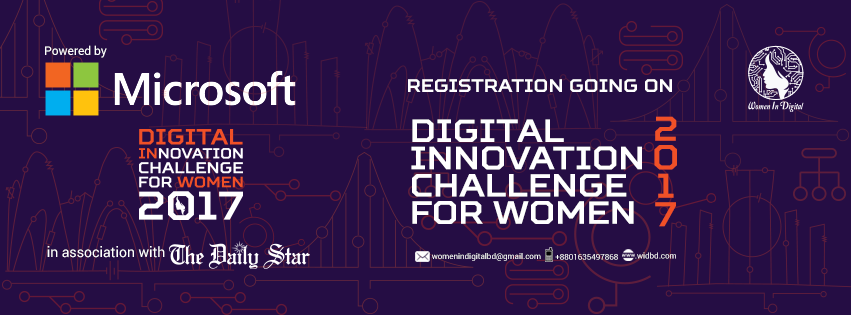 Powered by
Microsoft
DIGITAL
INNOVATION
CHALLENGE
FOR WOMEN
2017
in association with The Daily Star
REGISTRATION GOING ON
DIGITAL
INNOVATION
CHALLENGE
FOR WOMEN
2017
womenindigitalbd@gmail.com +8801635497868 www.widbd.com
Women In Digital